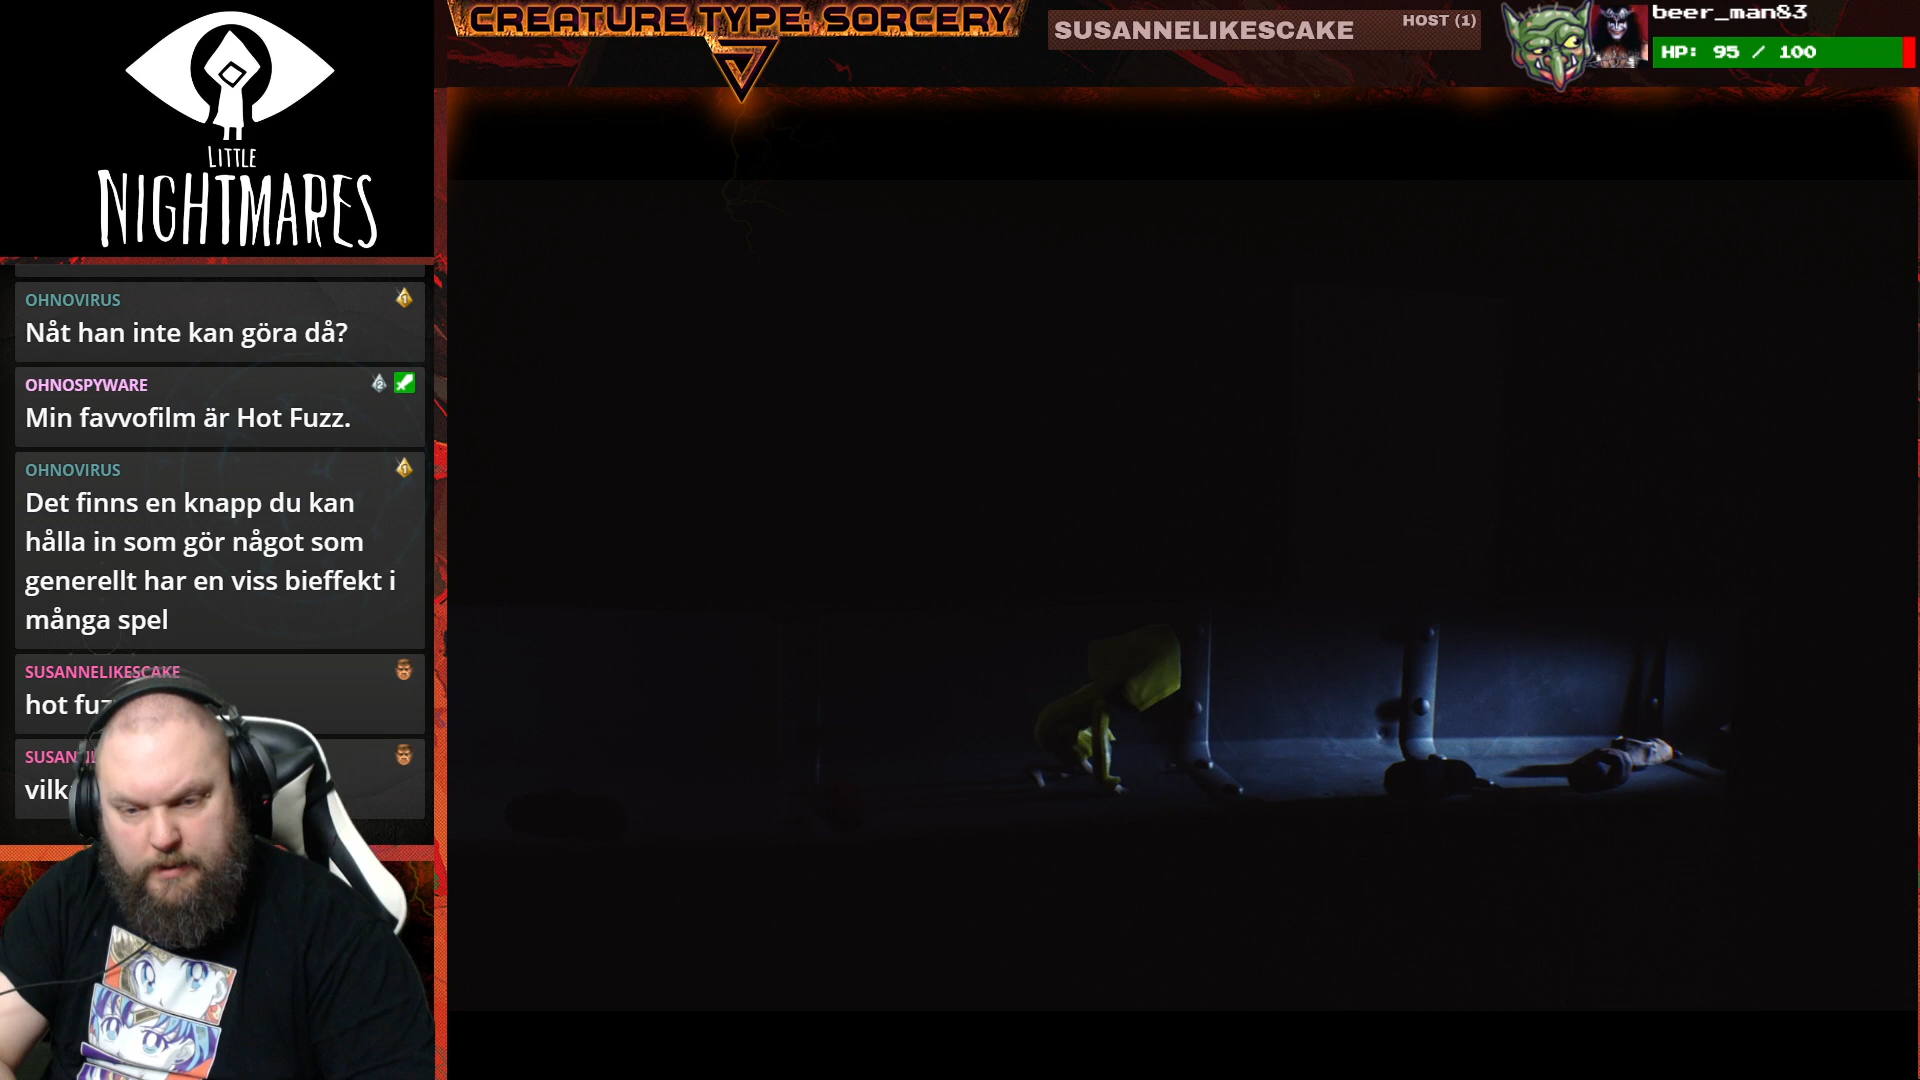 LITTLE
NIGHTMARES
CREATURE TYPE: SORCERY
SUSANNELIKESCAKE
HOST (1)
beer_man83
HP: 95 / 100
OHNOVIRUS
Nåt han inte kan göra då?
OHNOSPYWARE
Min favvofilm är Hot Fuzz.
OHNOVIRUS
Det finns en knapp du kan
hålla in som gör något som
generellt har en viss bieffekt i
många spel
SUSANNELIKESCAKE
hot